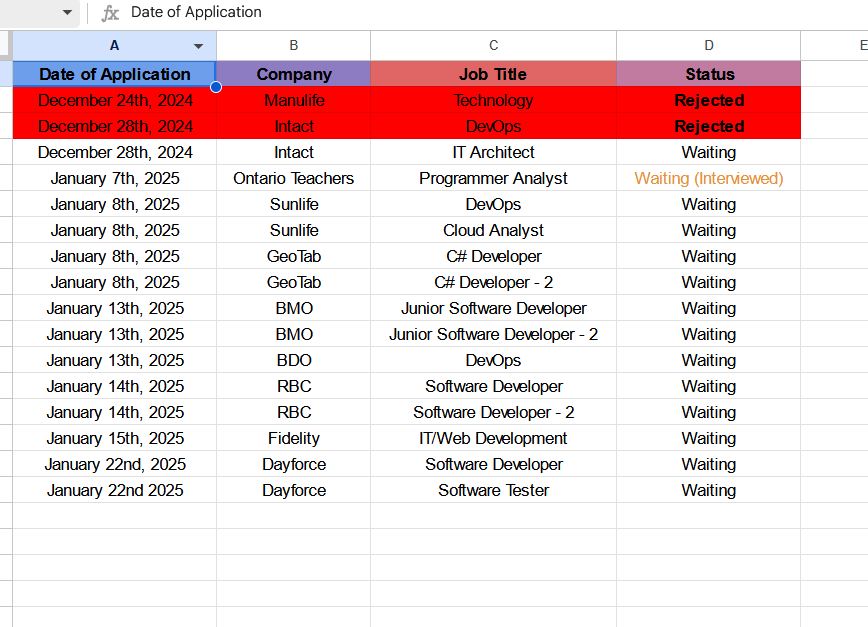 fx Date of Application
A B C D E
Date of Application Company Job Title Status
December 24th, 2024 Manulife Technology Rejected
December 28th, 2024 Intact DevOps Rejected
December 28th, 2024 Intact IT Architect Waiting
January 7th, 2025 Ontario Teachers Programmer Analyst Waiting (Interviewed)
January 8th, 2025 Sunlife DevOps Waiting
January 8th, 2025 Sunlife Cloud Analyst Waiting
January 8th, 2025 GeoTab C# Developer Waiting
January 8th, 2025 GeoTab C# Developer - 2 Waiting
January 13th, 2025 BMO Junior Software Developer Waiting
January 13th, 2025 BMO Junior Software Developer - 2 Waiting
January 13th, 2025 BDO DevOps Waiting
January 14th, 2025 RBC Software Developer Waiting
January 14th, 2025 RBC Software Developer - 2 Waiting
January 15th, 2025 Fidelity IT/Web Development Waiting
January 22nd, 2025 Dayforce Software Developer Waiting
January 22nd 2025 Dayforce Software Tester Waiting